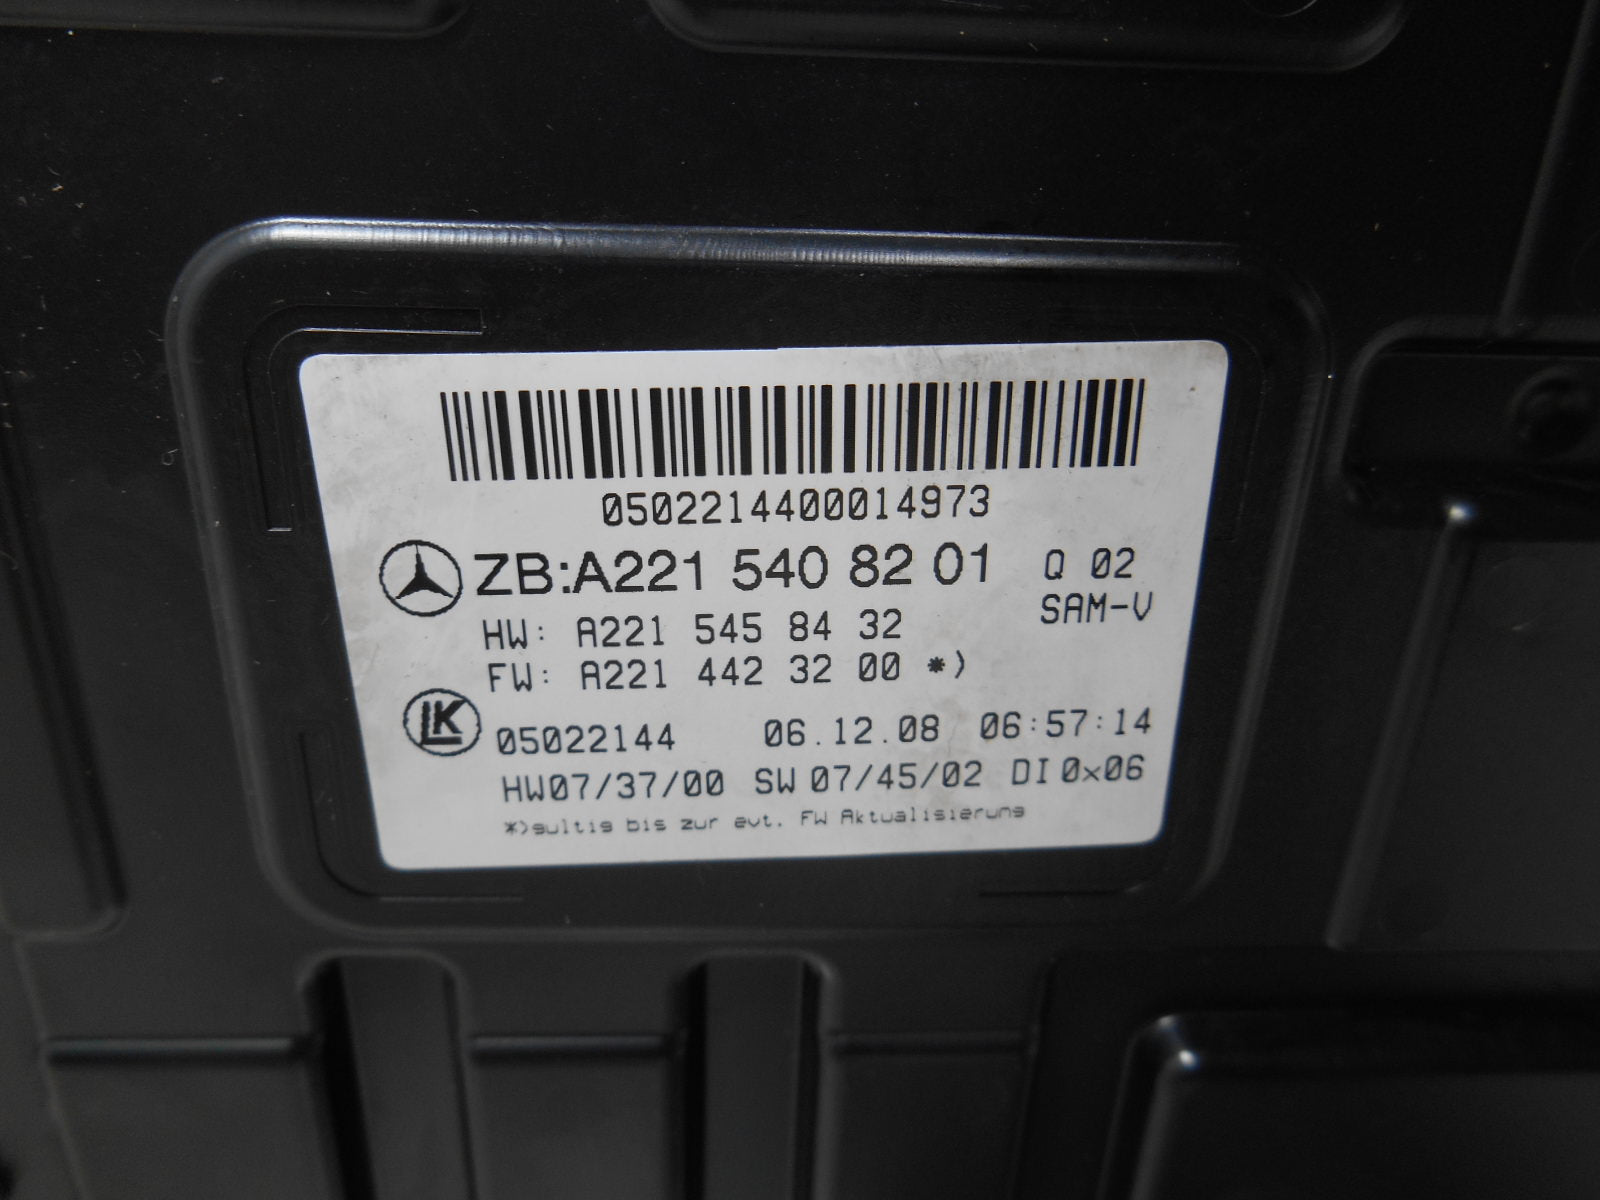 0502214400014973
ZB:A221 540 82 01 Q 02
HW: A221 545 84 32 SAM-V
FW: A221 442 32 00 *)
LK 05022144 06.12.08 06:57:14
HW07/37/00 SW 07/45/02 DI 0x06
*)gultig bis zur evt. FW Aktualisierung